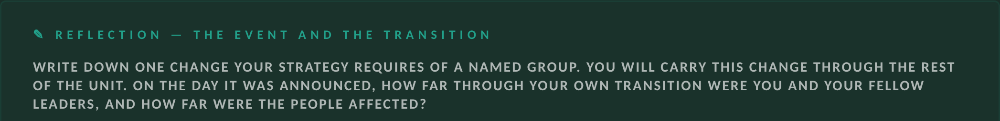 ✎ REFLECTION — THE EVENT AND THE TRANSITION
WRITE DOWN ONE CHANGE YOUR STRATEGY REQUIRES OF A NAMED GROUP. YOU WILL CARRY THIS CHANGE THROUGH THE REST
OF THE UNIT. ON THE DAY IT WAS ANNOUNCED, HOW FAR THROUGH YOUR OWN TRANSITION WERE YOU AND YOUR FELLOW
LEADERS, AND HOW FAR WERE THE PEOPLE AFFECTED?